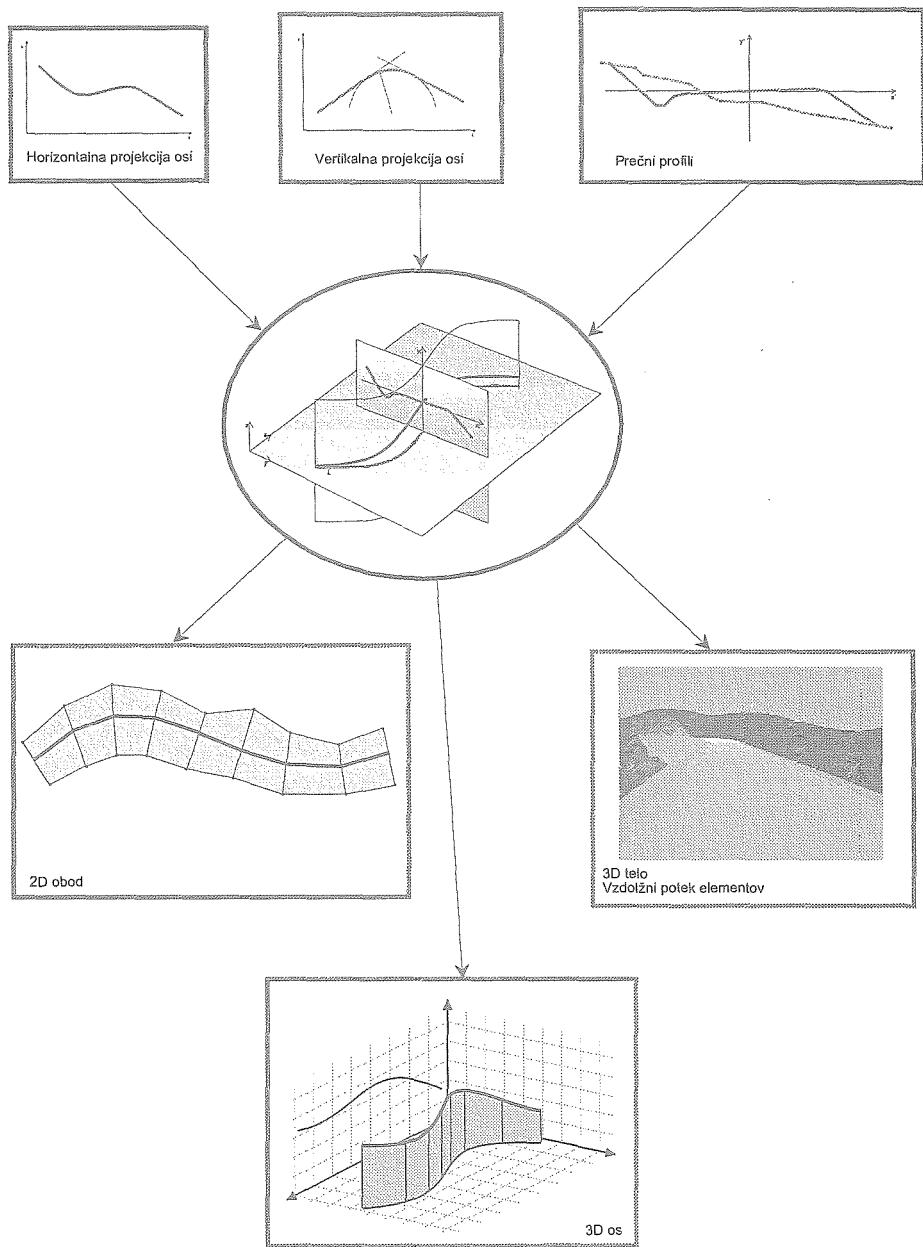 Horizontalna projekcija osi
Vertikalna projekcija osi
Prečni profili
2D obod
3D telo
Vzdolžni potek elementov
3D os